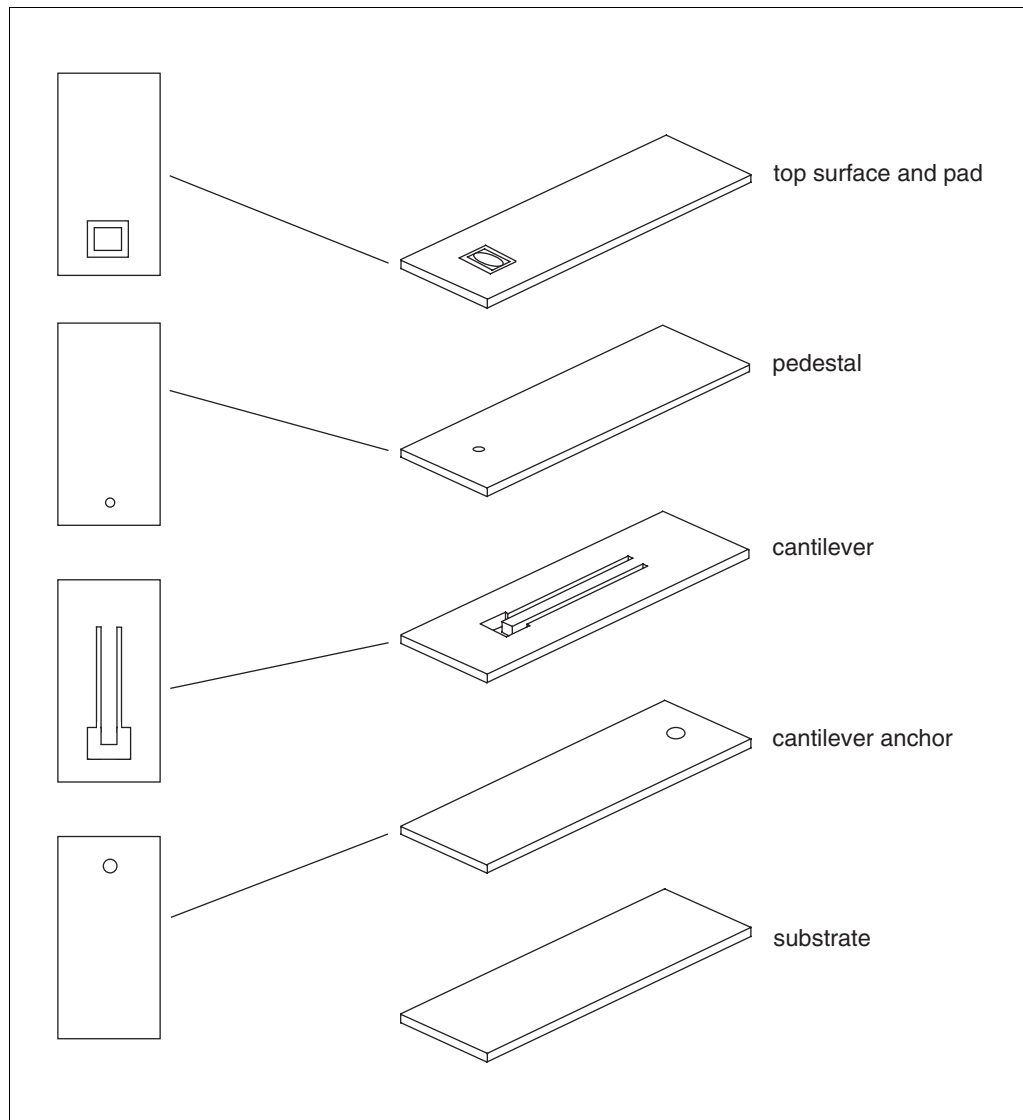 top surface and pad
pedestal
cantilever
cantilever anchor
substrate